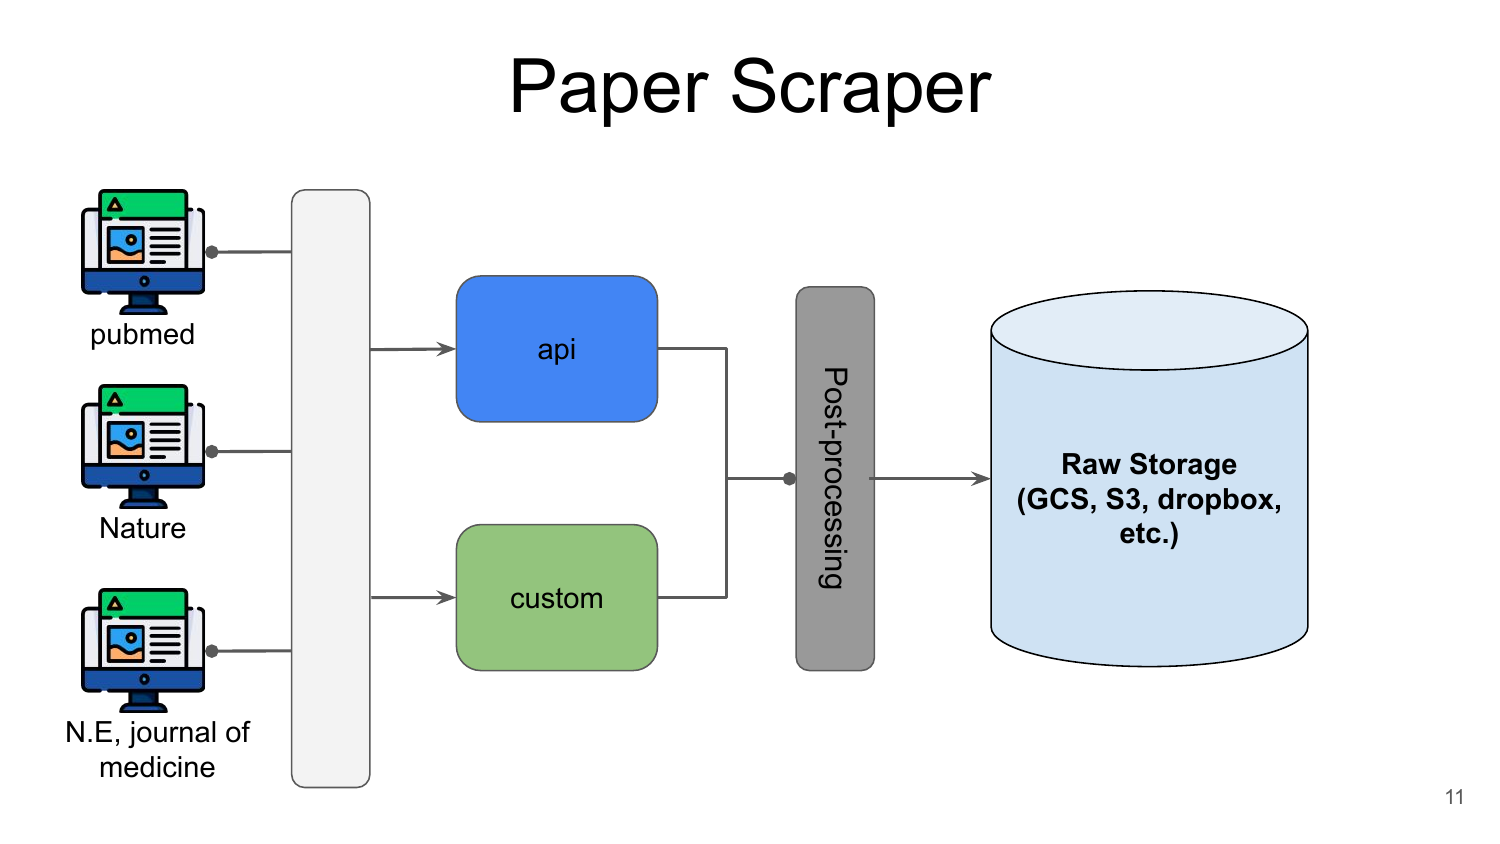 Paper Scraper
pubmed
Nature
N.E, journal of
medicine
api
custom
Post-processing
Raw Storage
(GCS, S3, dropbox,
etc.)
11